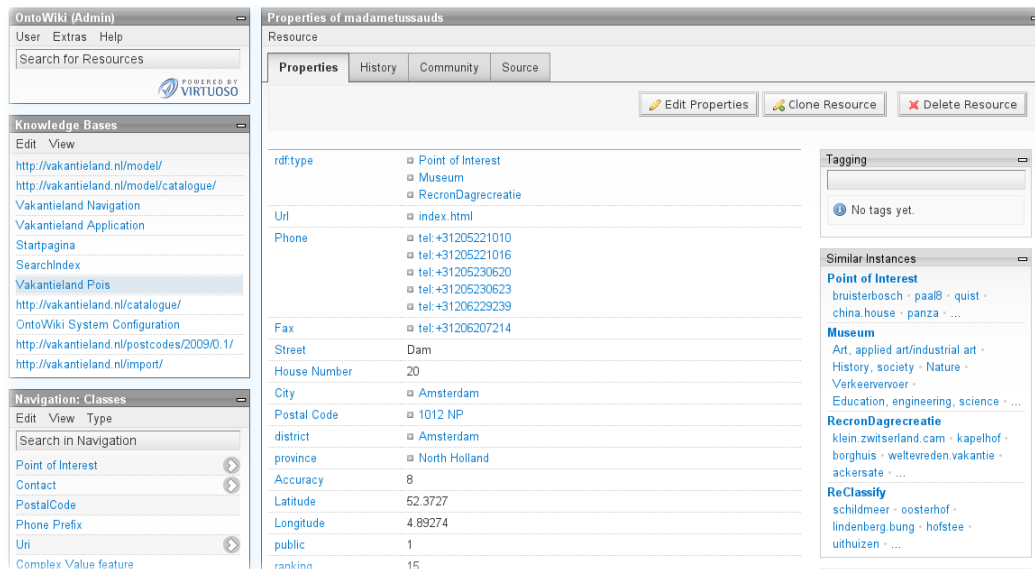 OntoWiki (Admin)
User Extras Help
Search for Resources
POWERED BY
VIRTUOSO
Knowledge Bases
Edit View
http://vakantieland.nl/model/
http://vakantieland.nl/model/catalogue/
Vakantieland Navigation
Vakantieland Application
Startpagina
SearchIndex
Vakantieland Pois
http://vakantieland.nl/catalogue/
OntoWiki System Configuration
http://vakantieland.nl/postcodes/2009/0.1/
http://vakantieland.nl/import/
Navigation: Classes
Edit View Type
Search in Navigation
Point of Interest
Contact
PostalCode
Phone Prefix
Uri
Complex Value feature
Properties of madametussauds
Resource
Properties History Community Source
Edit Properties Clone Resource Delete Resource
rdf:type Point of Interest
Museum
RecronDagrecreatie
Url index.html
Phone tel:+31205221010
tel:+31205221016
tel:+31205230620
tel:+31205230623
tel:+31206229239
Fax tel:+31206207214
Street Dam
House Number 20
City Amsterdam
Postal Code 1012 NP
district Amsterdam
province North Holland
Accuracy 8
Latitude 52.3727
Longitude 4.89274
public 1
ranking 15
Tagging
No tags yet.
Similar Instances
Point of Interest
bruisterbosch • paal8 • quist •
china.house • panza • ...
Museum
Art, applied art/industrial art •
History, society • Nature •
Verkeervervoer •
Education, engineering, science • ...
RecronDagrecreatie
klein.zwitserland.cam • kapelhof •
borghuis • weltevreden.vakantie •
ackersate • ...
ReClassify
schildmeer • oosterhof •
lindenberg.bung • hofstee •
uithuizen • ...